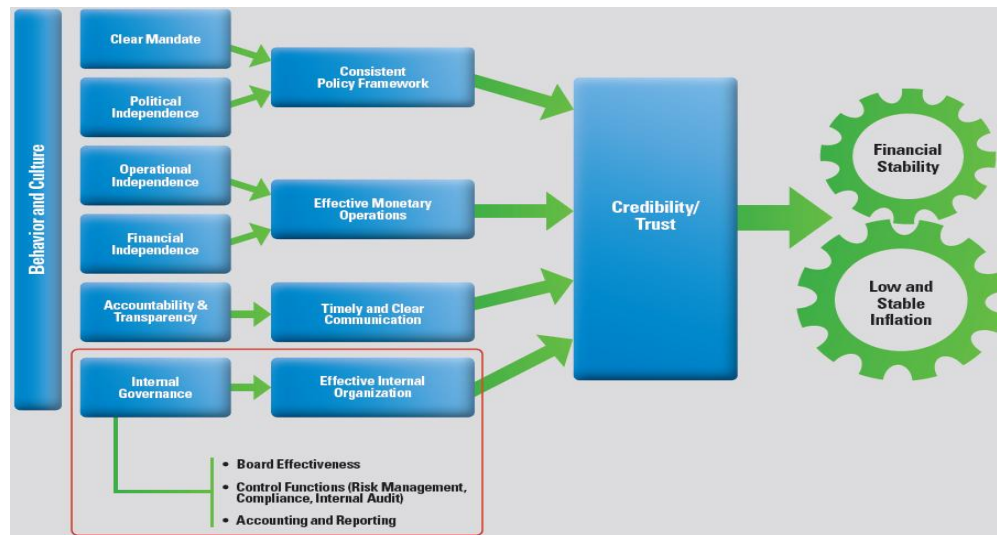 Behavior and Culture
Clear Mandate
Political
Independence
Operational
Independence
Financial
Independence
Accountability &
Transparency
Internal
Governance
Consistent
Policy Framework
Effective Monetary
Operations
Timely and Clear
Communication
Effective Internal
Organization
• Board Effectiveness
• Control Functions (Risk Management,
Compliance, Internal Audit)
• Accounting and Reporting
Credibility/
Trust
Financial
Stability
Low and
Stable
Inflation